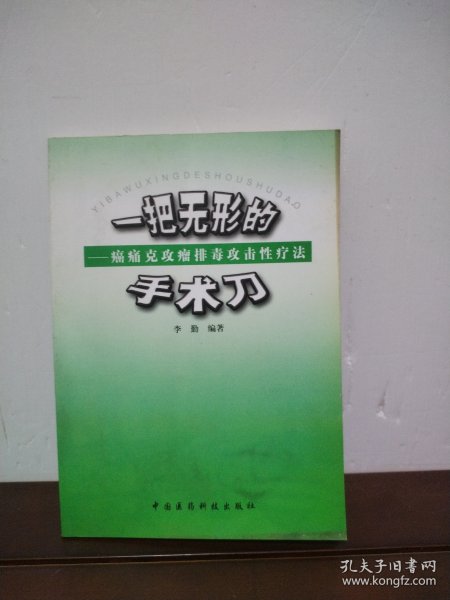 YIBAWUXINGDESHOUSHUDAO
一把无形的
——癌痛克攻瘤排毒攻击性疗法
手术刀
李 勤 编著
中国医药科技出版社
孔夫子旧书网
www.kongfz.com